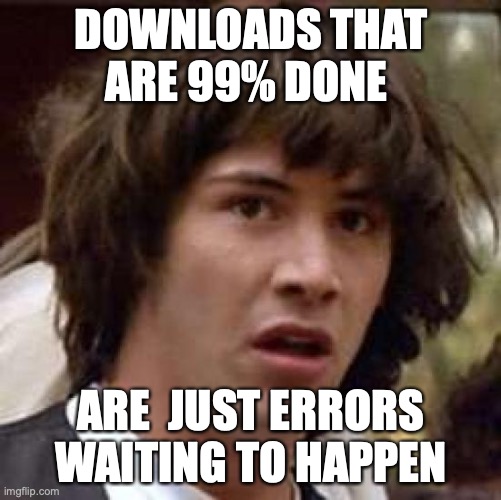 DOWNLOADS THAT
ARE 99% DONE
ARE  JUST ERRORS
WAITING TO HAPPEN
imgflip.com